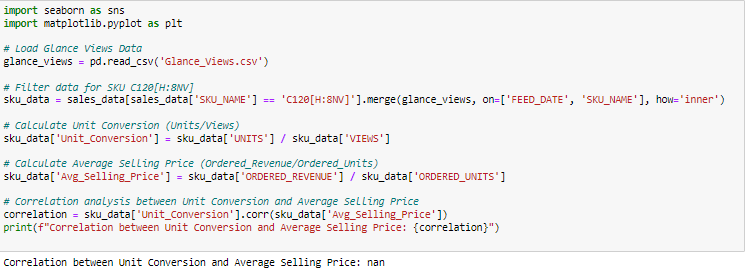 import seaborn as sns
import matplotlib.pyplot as plt
# Load Glance Views Data
glance_views = pd.read_csv('Glance_Views.csv')
# Filter data for SKU C120[H:8NV]
sku_data = sales_data[sales_data['SKU_NAME'] == 'C120[H:8NV]'].merge(glance_views, on=['FEED_DATE', 'SKU_NAME'], how='inner')
# Calculate Unit Conversion (Units/Views)
sku_data['Unit_Conversion'] = sku_data['UNITS'] / sku_data['VIEWS']
# Calculate Average Selling Price (Ordered_Revenue/Ordered_Units)
sku_data['Avg_Selling_Price'] = sku_data['ORDERED_REVENUE'] / sku_data['ORDERED_UNITS']
# Correlation analysis between Unit Conversion and Average Selling Price
correlation = sku_data['Unit_Conversion'].corr(sku_data['Avg_Selling_Price'])
print(f"Correlation between Unit Conversion and Average Selling Price: {correlation}")
Correlation between Unit Conversion and Average Selling Price: nan